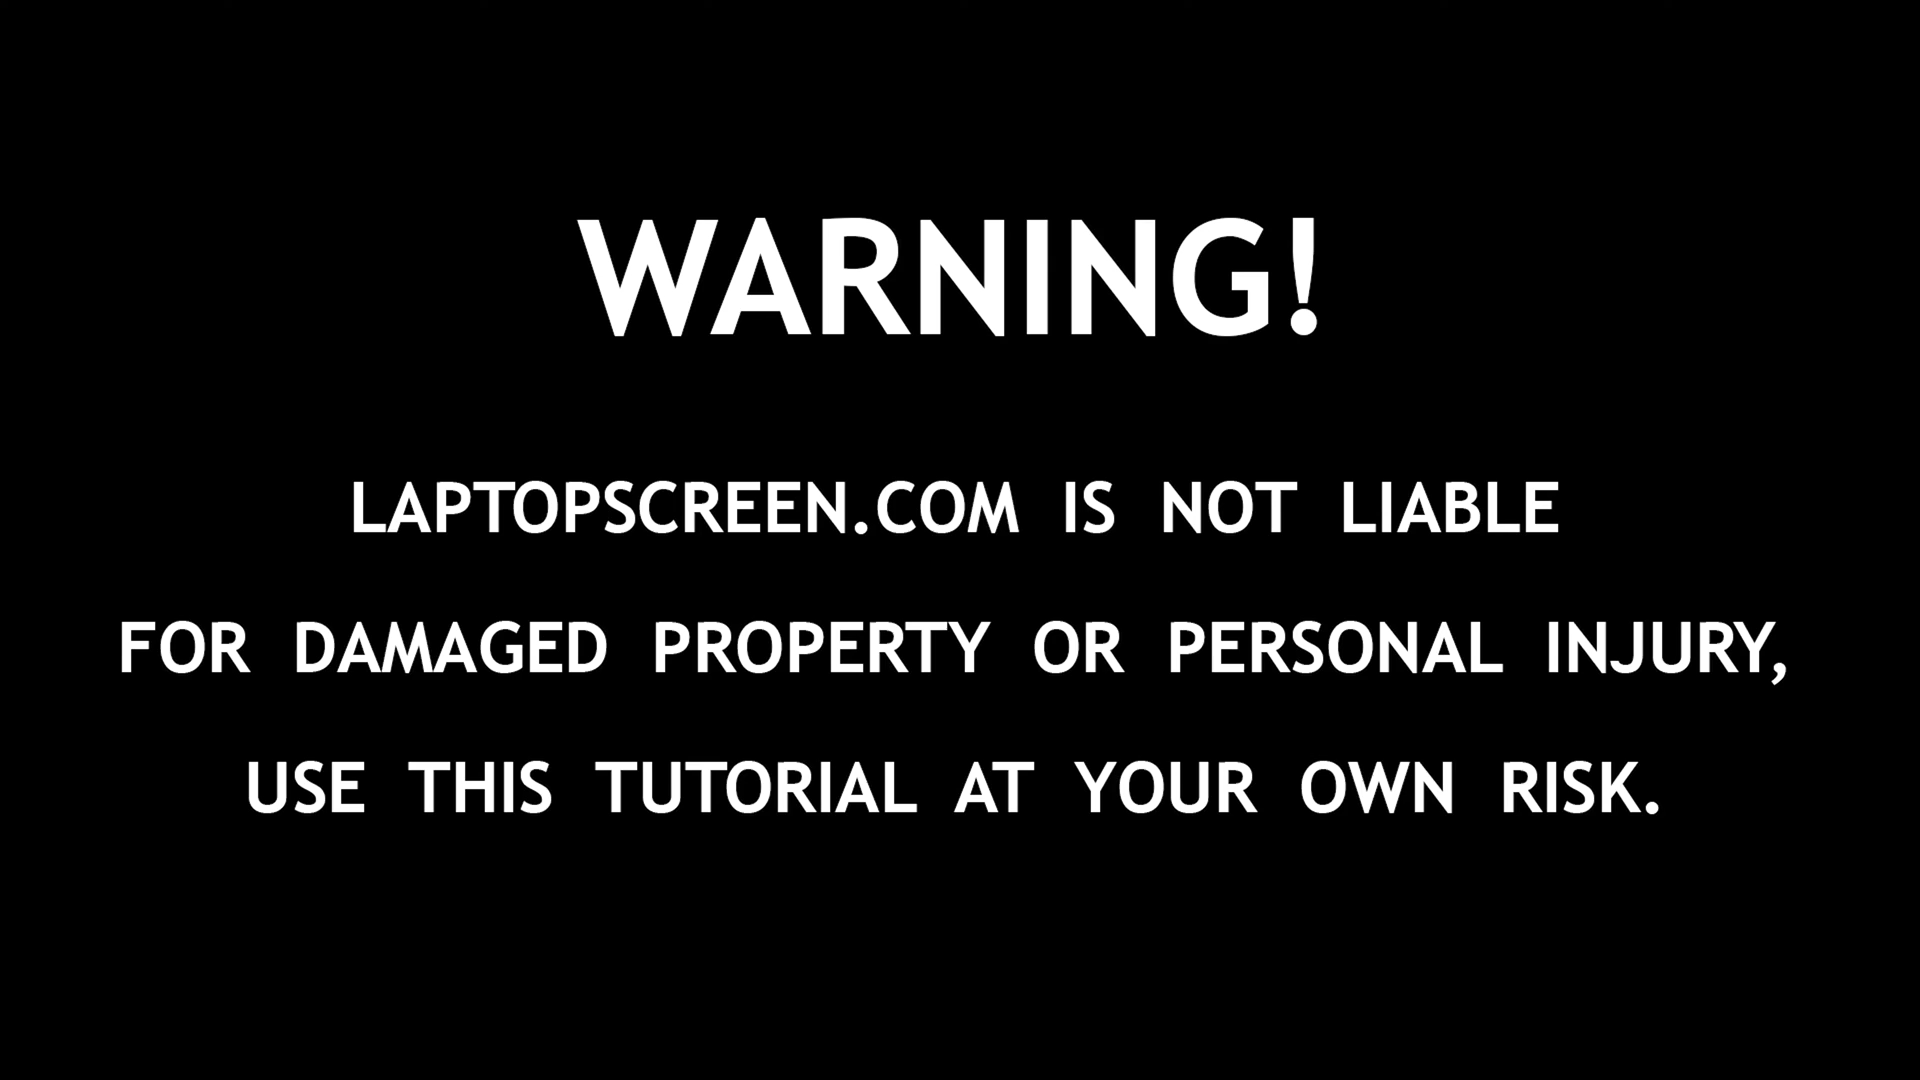 WARNING!
LAPTOPSCREEN.COM IS NOT LIABLE
FOR DAMAGED PROPERTY OR PERSONAL INJURY,
USE THIS TUTORIAL AT YOUR OWN RISK.